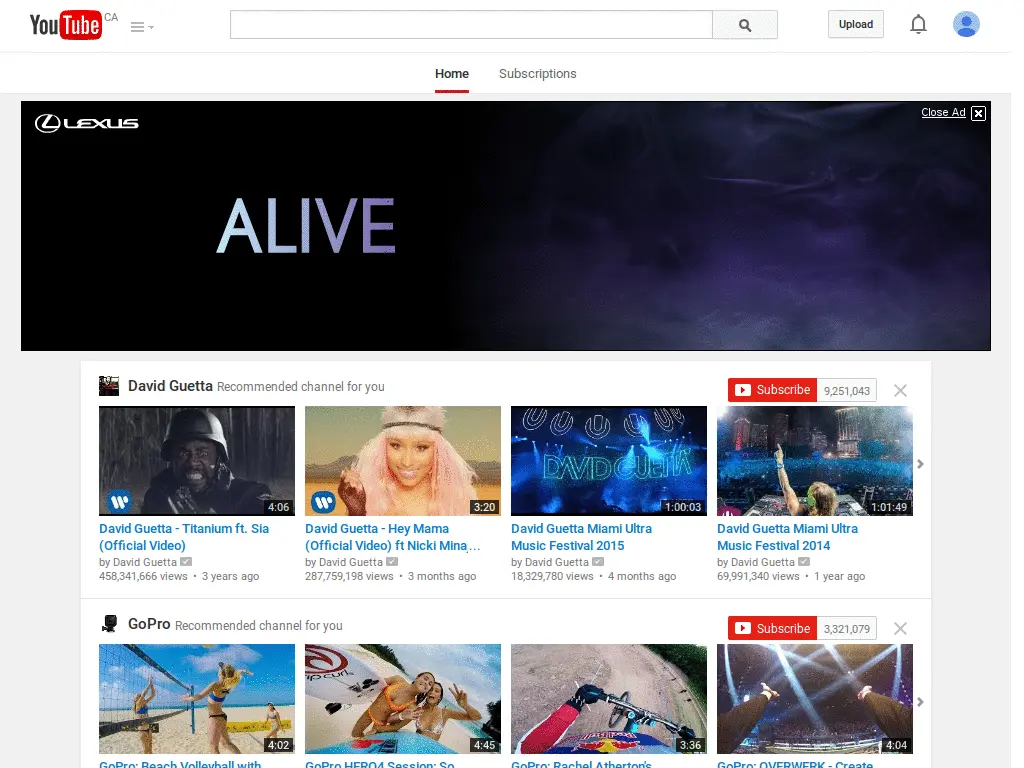 YouTube CA
Upload
Home Subscriptions
LEXUS
Close Ad X
ALIVE
David Guetta Recommended channel for you
Subscribe 9,251,043
DAVID GUETTA
4:06
3:20
1:00:03
1:01:49
David Guetta - Titanium ft. Sia
(Official Video)
by David Guetta
458,341,666 views • 3 years ago
David Guetta - Hey Mama
(Official Video) ft Nicki Minaj…
by David Guetta
287,759,198 views • 3 months ago
David Guetta Miami Ultra
Music Festival 2015
by David Guetta
18,329,780 views • 4 months ago
David Guetta Miami Ultra
Music Festival 2014
by David Guetta
69,991,340 views • 1 year ago
GoPro Recommended channel for you
Subscribe 3,321,079
rip curl
Red Bull
4:02
4:45
3:36
4:04
GoPro: Beach Volleyball with
GoPro HERO4 Session: So
GoPro: Rachel Atherton's
GoPro: OVERWERK - Create